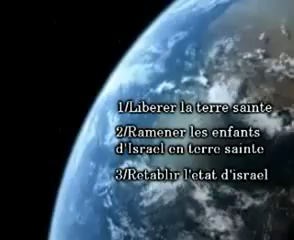 1/Liberer la terre sainte
2/Ramener les enfants
d'Israel en terre sainte
3/Retablir l'etat d'israel